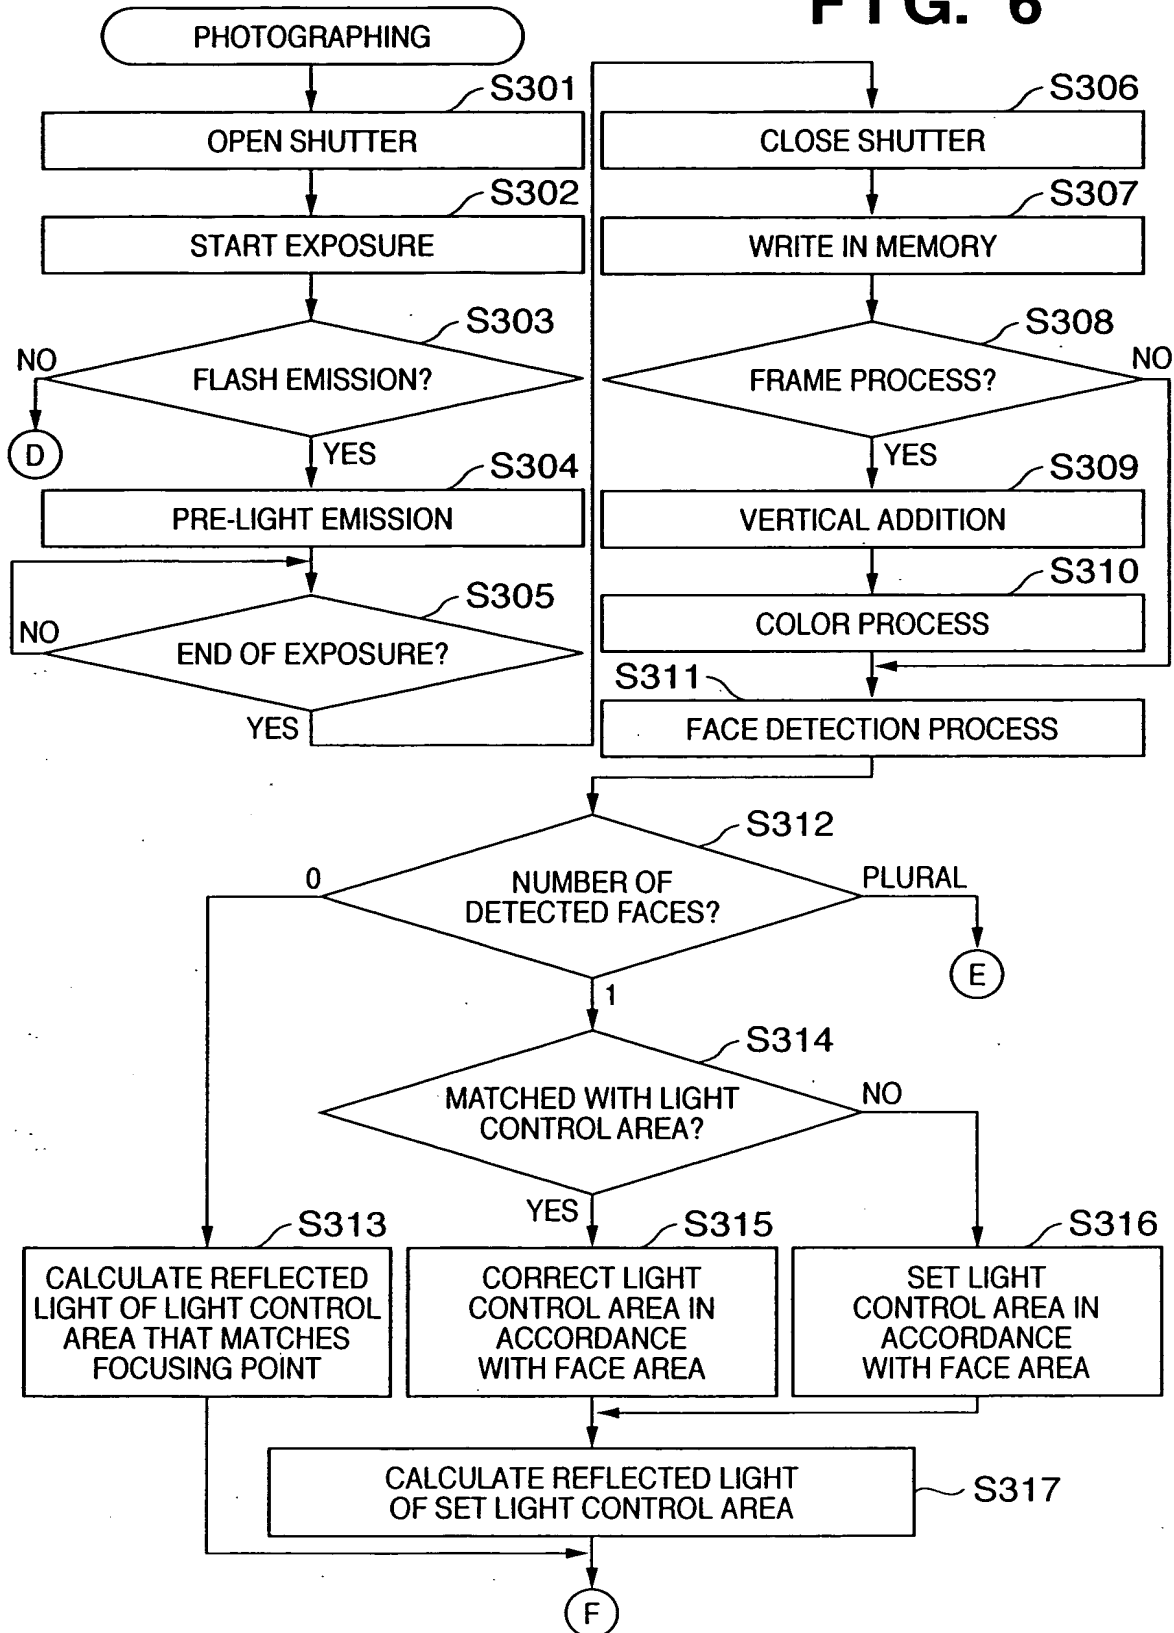 FIG. 6
PHOTOGRAPHING
S301
OPEN SHUTTER
S302
START EXPOSURE
S303
FLASH EMISSION?
NO
D
YES
S304
PRE-LIGHT EMISSION
S305
END OF EXPOSURE?
NO
YES
S306
CLOSE SHUTTER
S307
WRITE IN MEMORY
S308
FRAME PROCESS?
NO
YES
S309
VERTICAL ADDITION
S310
COLOR PROCESS
S311
FACE DETECTION PROCESS
S312
NUMBER OF
DETECTED FACES?
0
PLURAL
E
1
S314
MATCHED WITH LIGHT
CONTROL AREA?
NO
YES
S313
CALCULATE REFLECTED
LIGHT OF LIGHT CONTROL
AREA THAT MATCHES
FOCUSING POINT
S315
CORRECT LIGHT
CONTROL AREA IN
ACCORDANCE
WITH FACE AREA
S316
SET LIGHT
CONTROL AREA IN
ACCORDANCE
WITH FACE AREA
CALCULATE REFLECTED LIGHT
OF SET LIGHT CONTROL AREA
S317
F